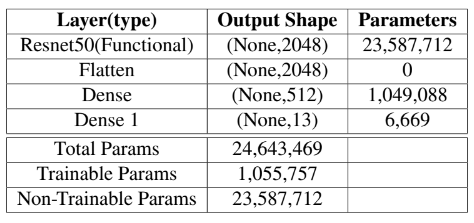 Layer(type) Output Shape Parameters
Resnet50(Functional) (None,2048) 23,587,712
Flatten (None,2048) 0
Dense (None,512) 1,049,088
Dense 1 (None,13) 6,669
Total Params 24,643,469
Trainable Params 1,055,757
Non-Trainable Params 23,587,712